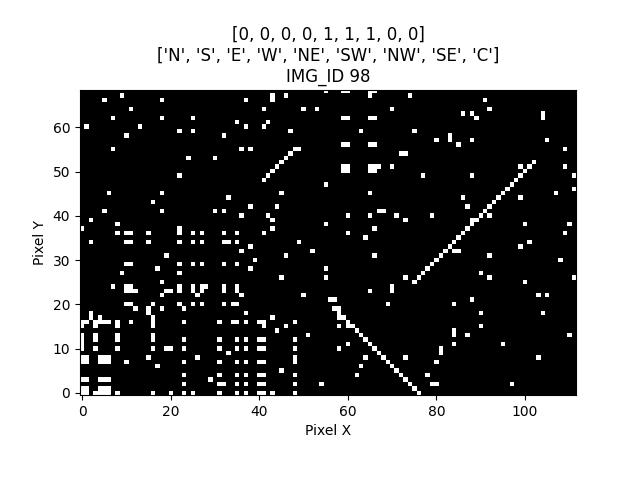 [0, 0, 0, 0, 1, 1, 1, 0, 0]
['N', 'S', 'E', 'W', 'NE', 'SW', 'NW', 'SE', 'C']
IMG_ID 98
60
50
40
30
20
10
0
Pixel Y
0 20 40 60 80 100
Pixel X